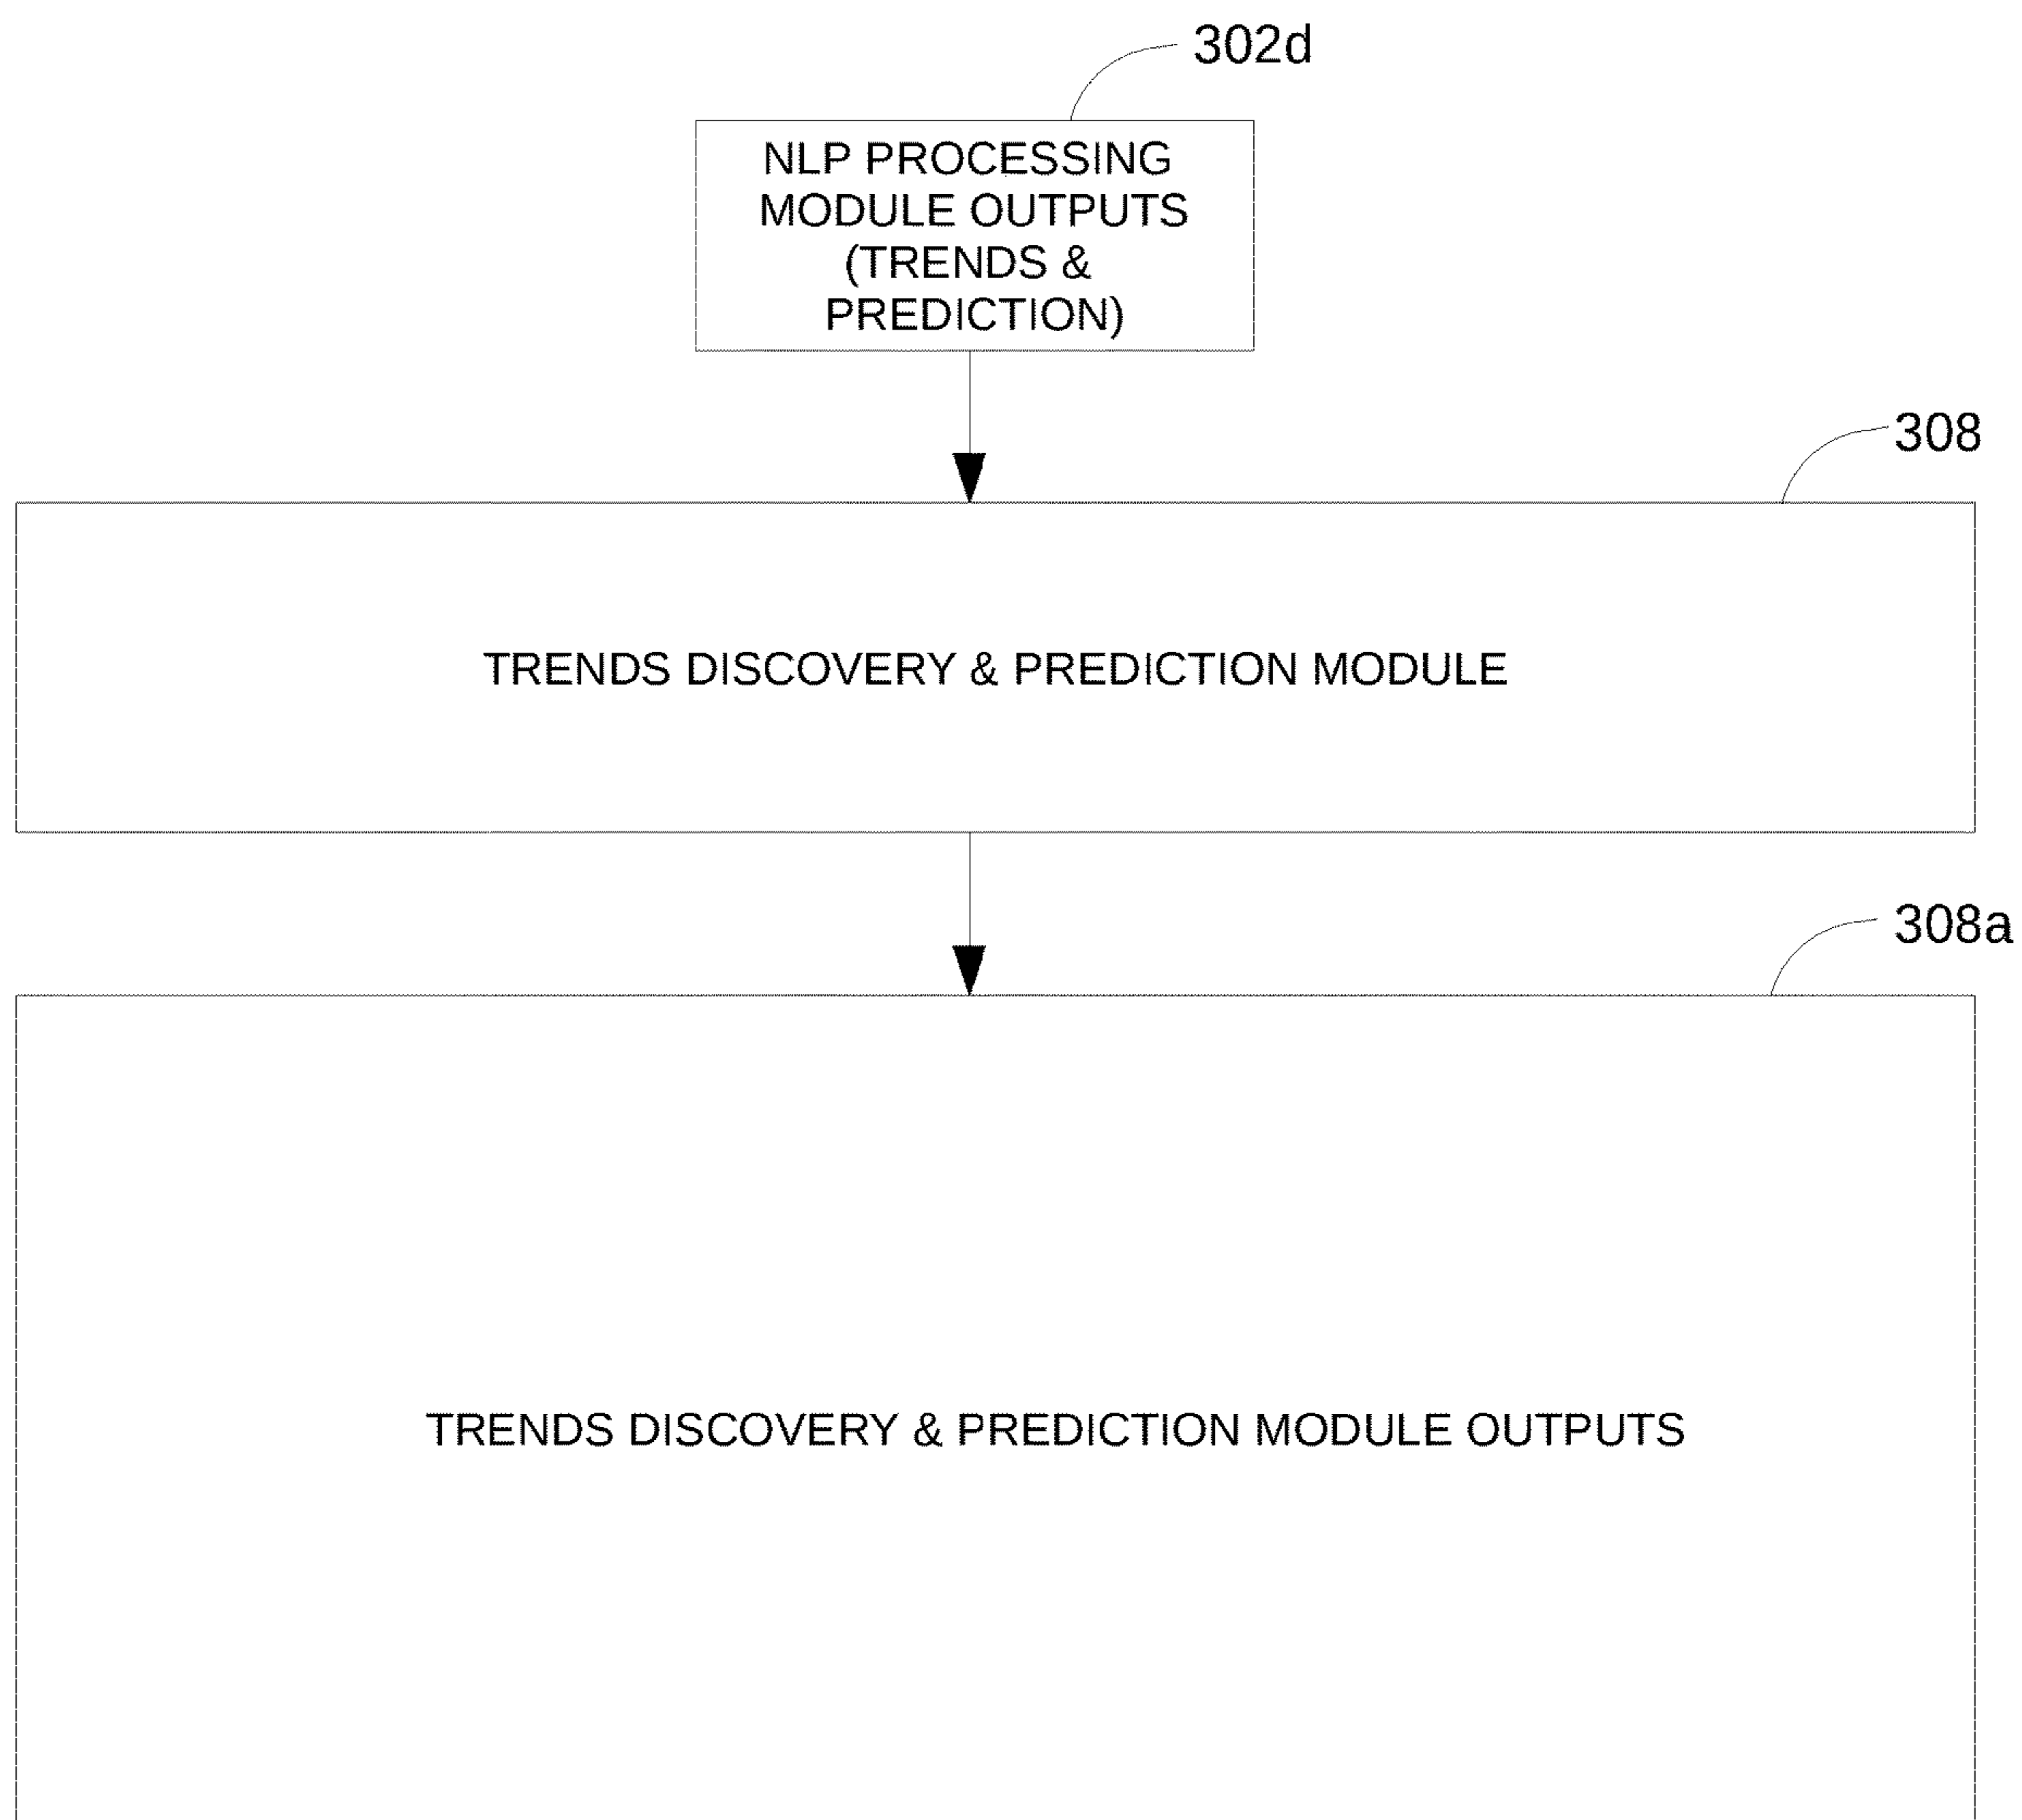 302d
NLP PROCESSING
MODULE OUTPUTS
(TRENDS &
PREDICTION)
308
TRENDS DISCOVERY & PREDICTION MODULE
308a
TRENDS DISCOVERY & PREDICTION MODULE OUTPUTS